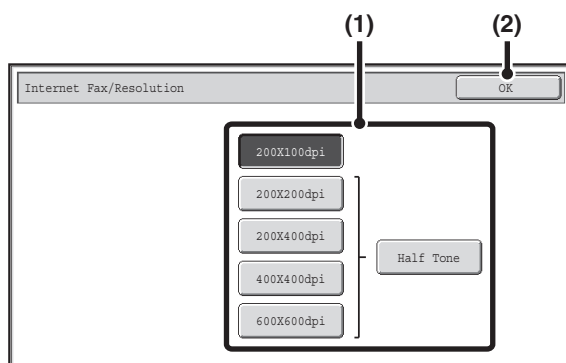 (1) (2)
Internet Fax/Resolution OK
200X100dpi
200X200dpi
200X400dpi
Half Tone
400X400dpi
600X600dpi